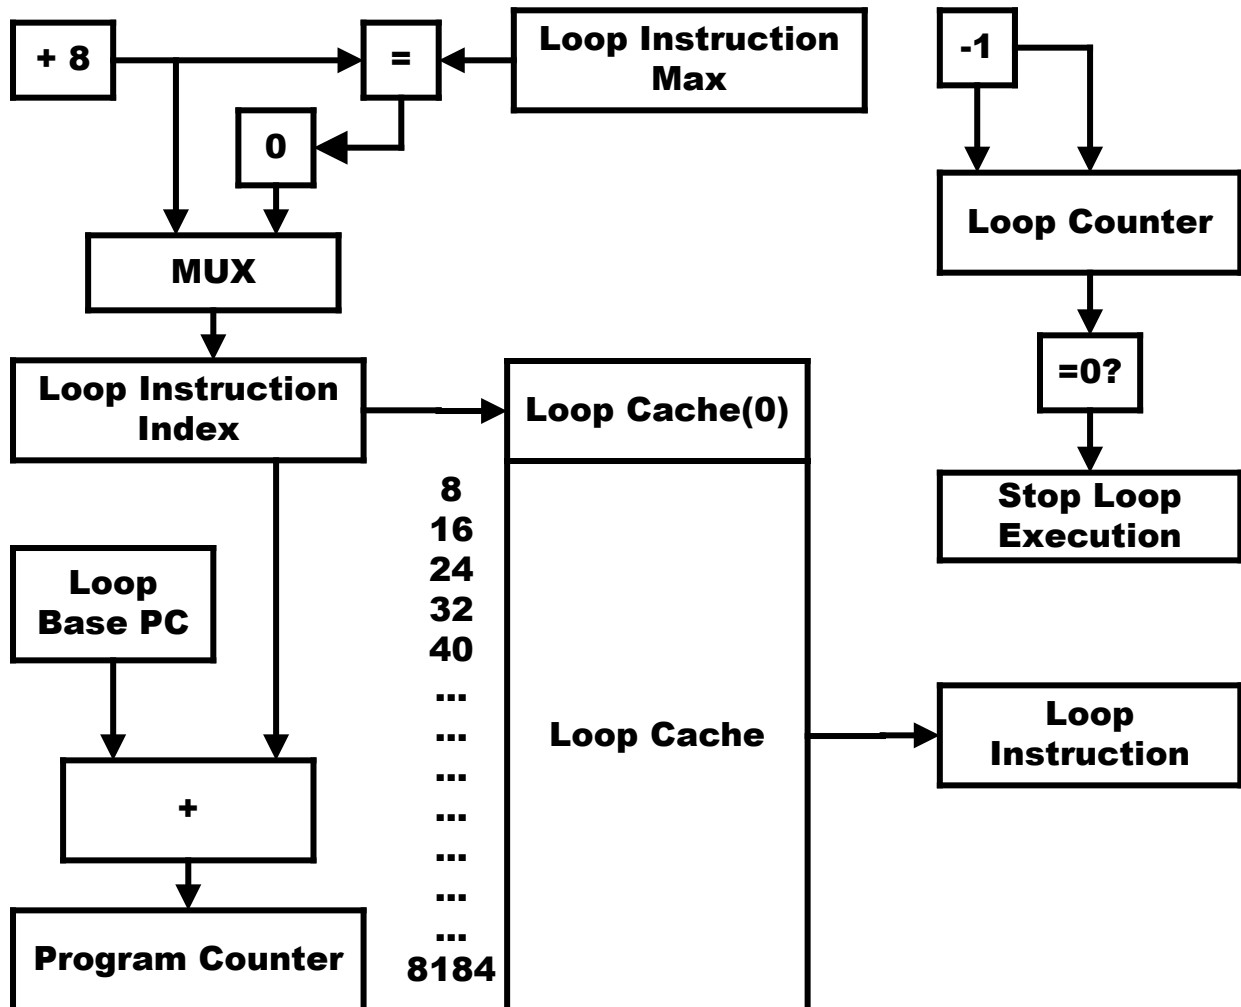 + 8
=
Loop Instruction
Max
-1
0
Loop Counter
MUX
=0?
Loop Instruction
Index
Loop Cache(0)
Stop Loop
Execution
8
16
24
32
40
...
...
...
...
...
...
...
8184
Loop
Base PC
Loop Cache
Loop
Instruction
+
Program Counter